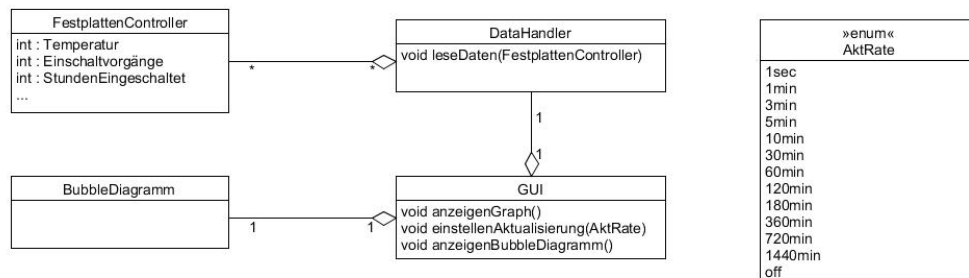 FestplattenController
int : Temperatur
int : Einschaltvorgänge
int : StundenEingeschaltet
...
*
*
DataHandler
void leseDaten(FestplattenController)
1
1
BubbleDiagramm
1
1
GUI
void anzeigenGraph()
void einstellenAktualisierung(AktRate)
void anzeigenBubbleDiagramm()
»enum«
AktRate
1sec
1min
3min
5min
10min
30min
60min
120min
180min
360min
720min
1440min
off